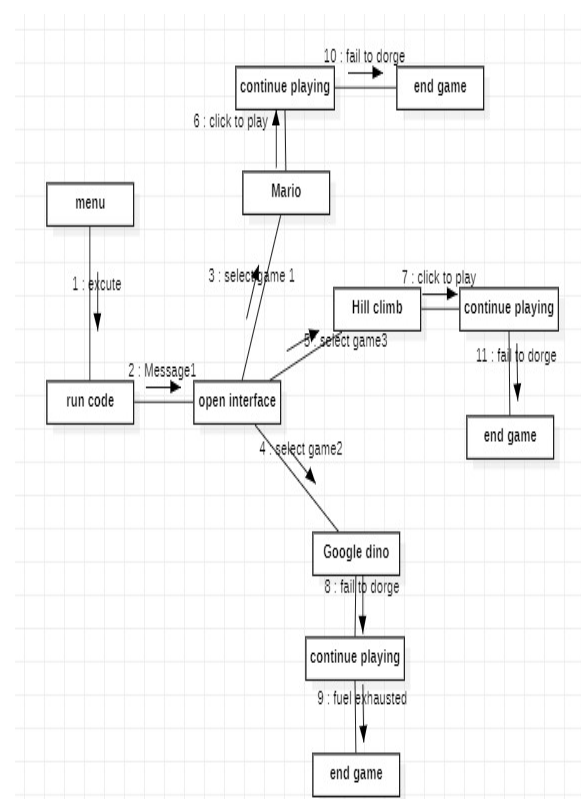 10 : fail to dorge
continue playing
end game
6 : click to play
Mario
menu
3 : select game 1
7 : click to play
1 : excute
Hill climb
continue playing
5 : select game3
11 : fail to dorge
2 : Message1
run code
open interface
end game
4 : select game2
Google dino
8 : fail to dorge
continue playing
9 : fuel exhausted
end game